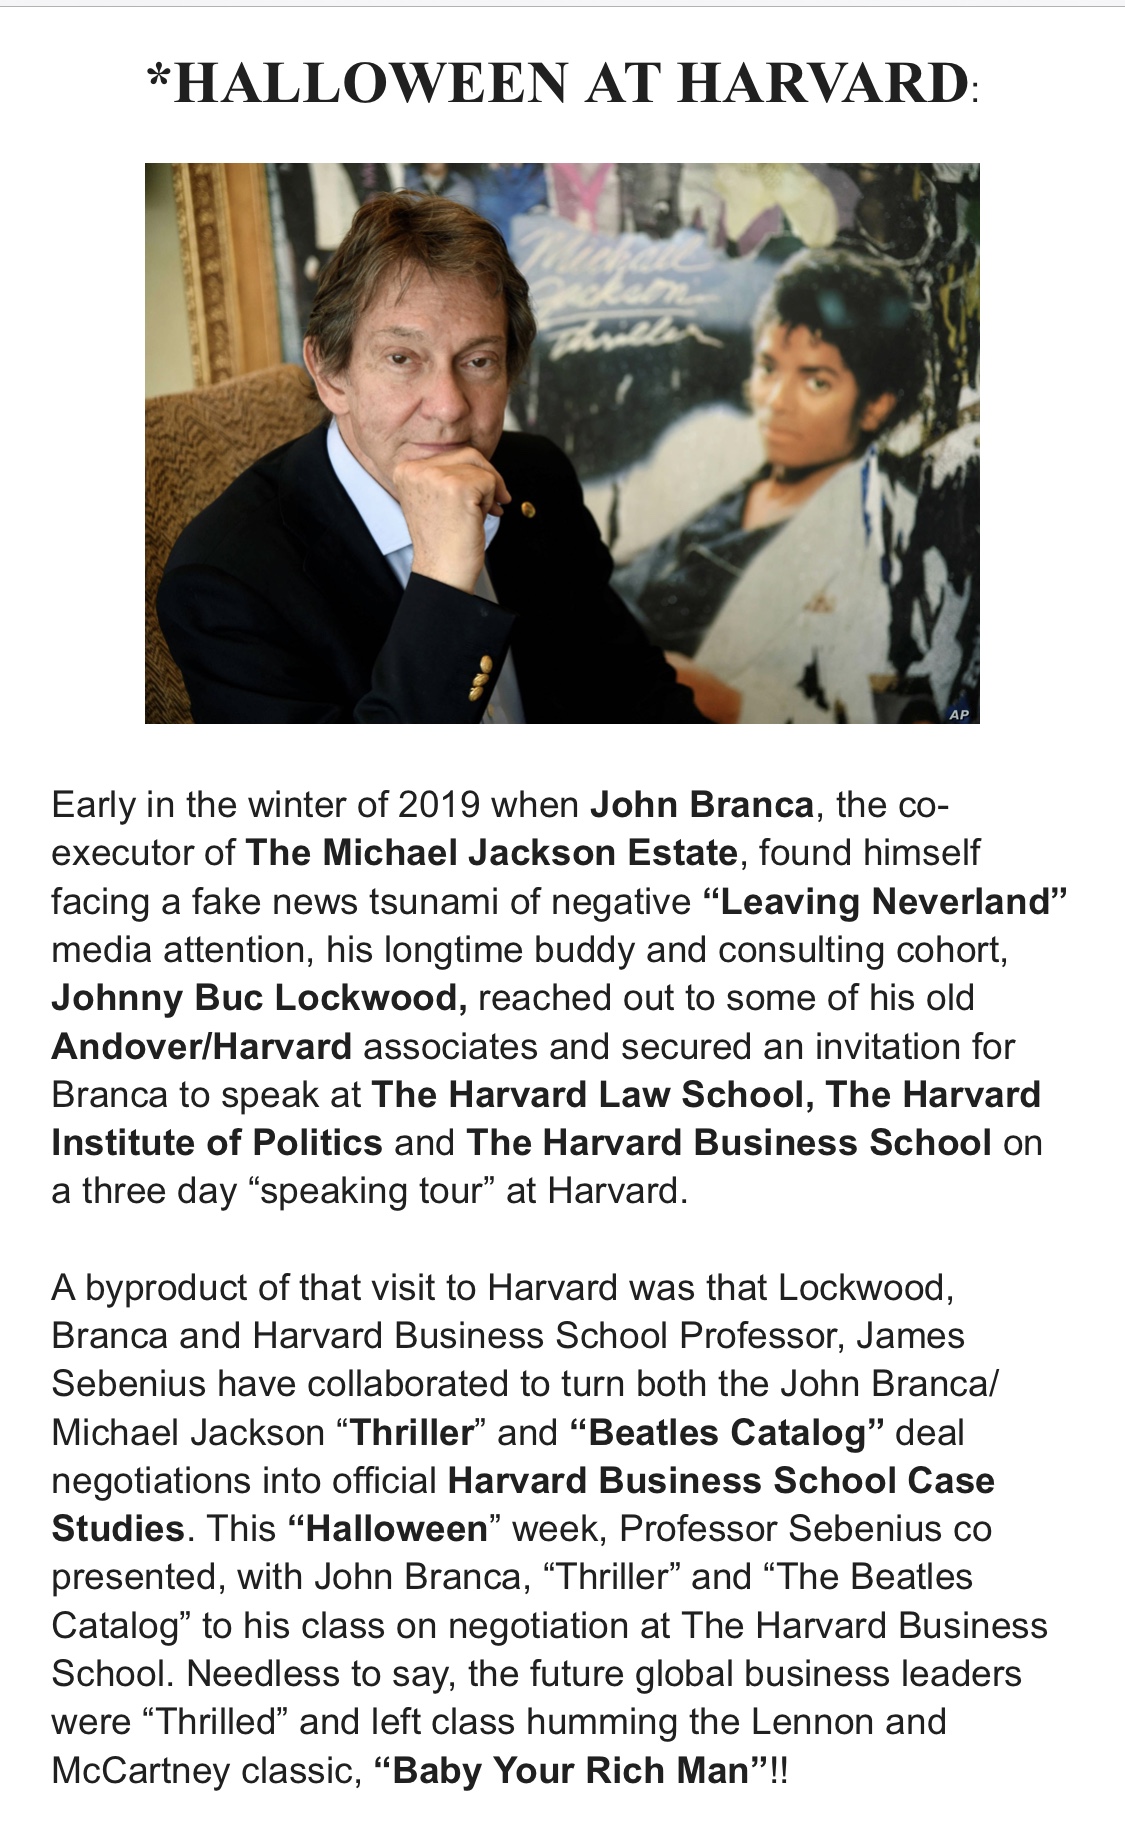 *HALLOWEEN AT HARVARD:
Michael
Jackson
Thriller
AP
Early in the winter of 2019 when John Branca, the co-
executor of The Michael Jackson Estate, found himself
facing a fake news tsunami of negative “Leaving Neverland”
media attention, his longtime buddy and consulting cohort,
Johnny Buc Lockwood, reached out to some of his old
Andover/Harvard associates and secured an invitation for
Branca to speak at The Harvard Law School, The Harvard
Institute of Politics and The Harvard Business School on
a three day “speaking tour” at Harvard.
A byproduct of that visit to Harvard was that Lockwood,
Branca and Harvard Business School Professor, James
Sebenius have collaborated to turn both the John Branca/
Michael Jackson “Thriller” and “Beatles Catalog” deal
negotiations into official Harvard Business School Case
Studies. This “Halloween” week, Professor Sebenius co
presented, with John Branca, “Thriller” and “The Beatles
Catalog” to his class on negotiation at The Harvard Business
School. Needless to say, the future global business leaders
were “Thrilled” and left class humming the Lennon and
McCartney classic, “Baby Your Rich Man”!!